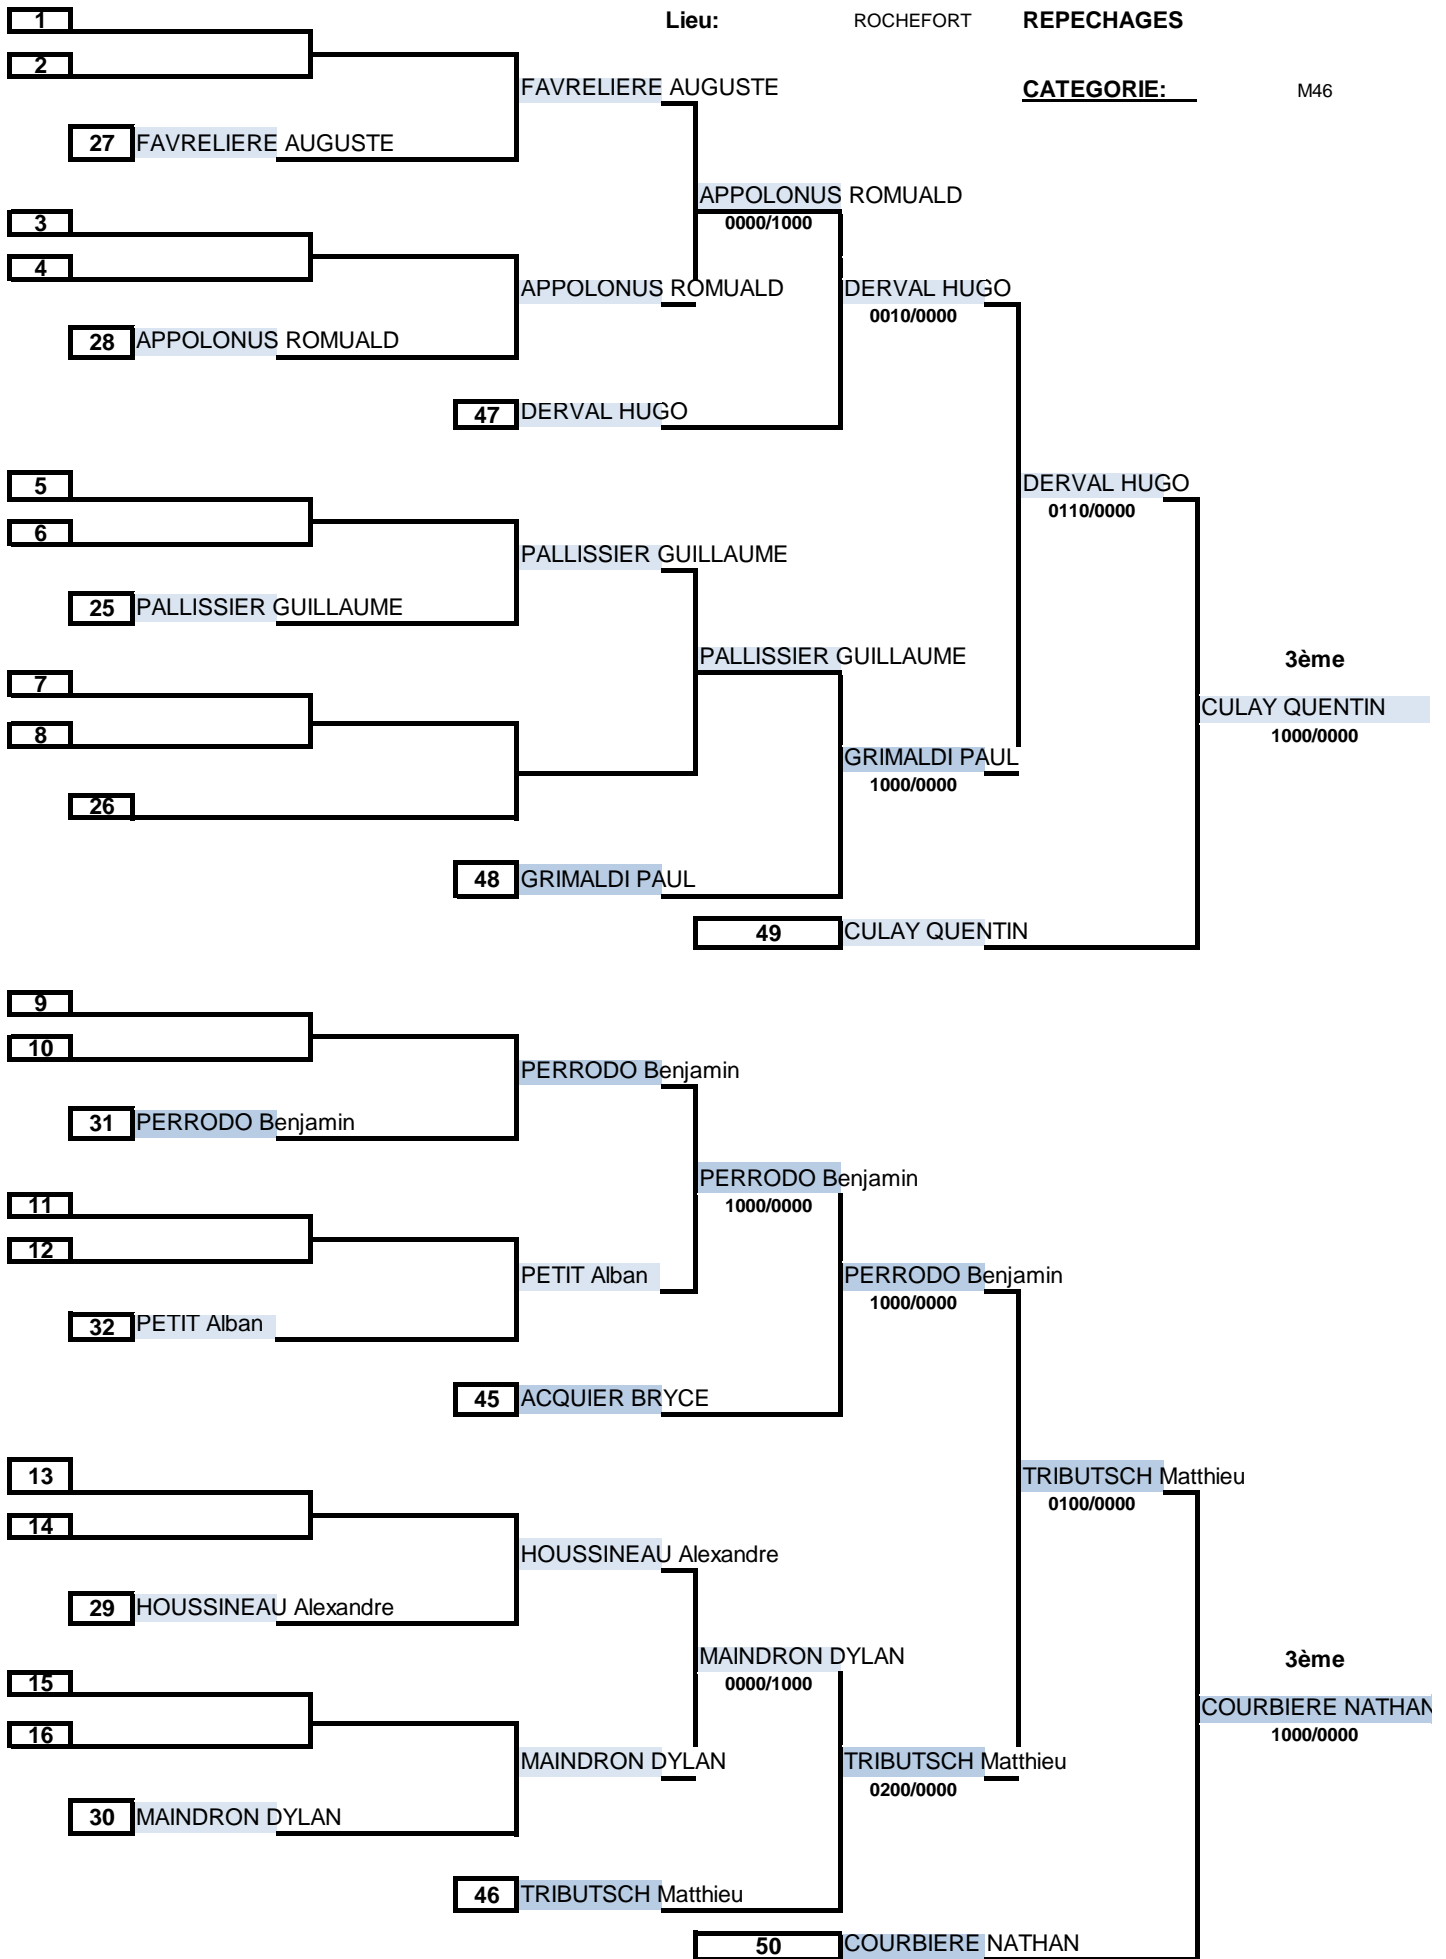 1 Lieu: ROCHEFORT REPECHAGES
2
FAVRELIERE AUGUSTE CATEGORIE: M46
27 FAVRELIERE AUGUSTE
APPOLONUS ROMUALD
3 0000/1000
4
APPOLONUS ROMUALD DERVAL HUGO
0010/0000
28 APPOLONUS ROMUALD
47 DERVAL HUGO
5 DERVAL HUGO
0110/0000
6
PALLISSIER GUILLAUME
25 PALLISSIER GUILLAUME
PALLISSIER GUILLAUME 3ème
7
CULAY QUENTIN
8 1000/0000
GRIMALDI PAUL
1000/0000
26
48 GRIMALDI PAUL
49 CULAY QUENTIN
9
10
PERRODO Benjamin
31 PERRODO Benjamin
PERRODO Benjamin
11 1000/0000
12
PETIT Alban PERRODO Benjamin
1000/0000
32 PETIT Alban
45 ACQUIER BRYCE
13 TRIBUTSCH Matthieu
0100/0000
14
HOUSSINEAU Alexandre
29 HOUSSINEAU Alexandre
MAINDRON DYLAN 3ème
15 0000/1000
COURBIERE NATHAN
16 1000/0000
MAINDRON DYLAN TRIBUTSCH Matthieu
0200/0000
30 MAINDRON DYLAN
46 TRIBUTSCH Matthieu
50 COURBIERE NATHAN